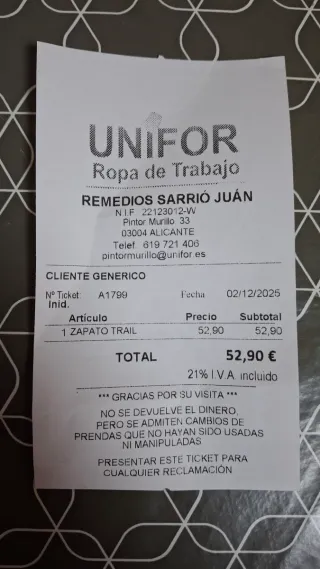 UNIFOR
Ropa de Trabajo
REMEDIOS SARRIÓ JUÁN
N.I.F. 22123012-W
Pintor Murillo 33
03004 ALICANTE
Telef. 619 721 406
pintormurillo@unifor.es
CLIENTE GENERICO
Nº Ticket: A1799 Fecha 02/12/2025
Inid.
Artículo Precio Subtotal
1 ZAPATO TRAIL 52,90 52,90
TOTAL 52,90 €
21% I.V.A. incluido
*** GRACIAS POR SU VISITA ***
NO SE DEVUELVE EL DINERO,
PERO SE ADMITEN CAMBIOS DE
PRENDAS QUE NO HAYAN SIDO USADAS
NI MANIPULADAS
PRESENTAR ESTE TICKET PARA
CUALQUIER RECLAMACIÓN